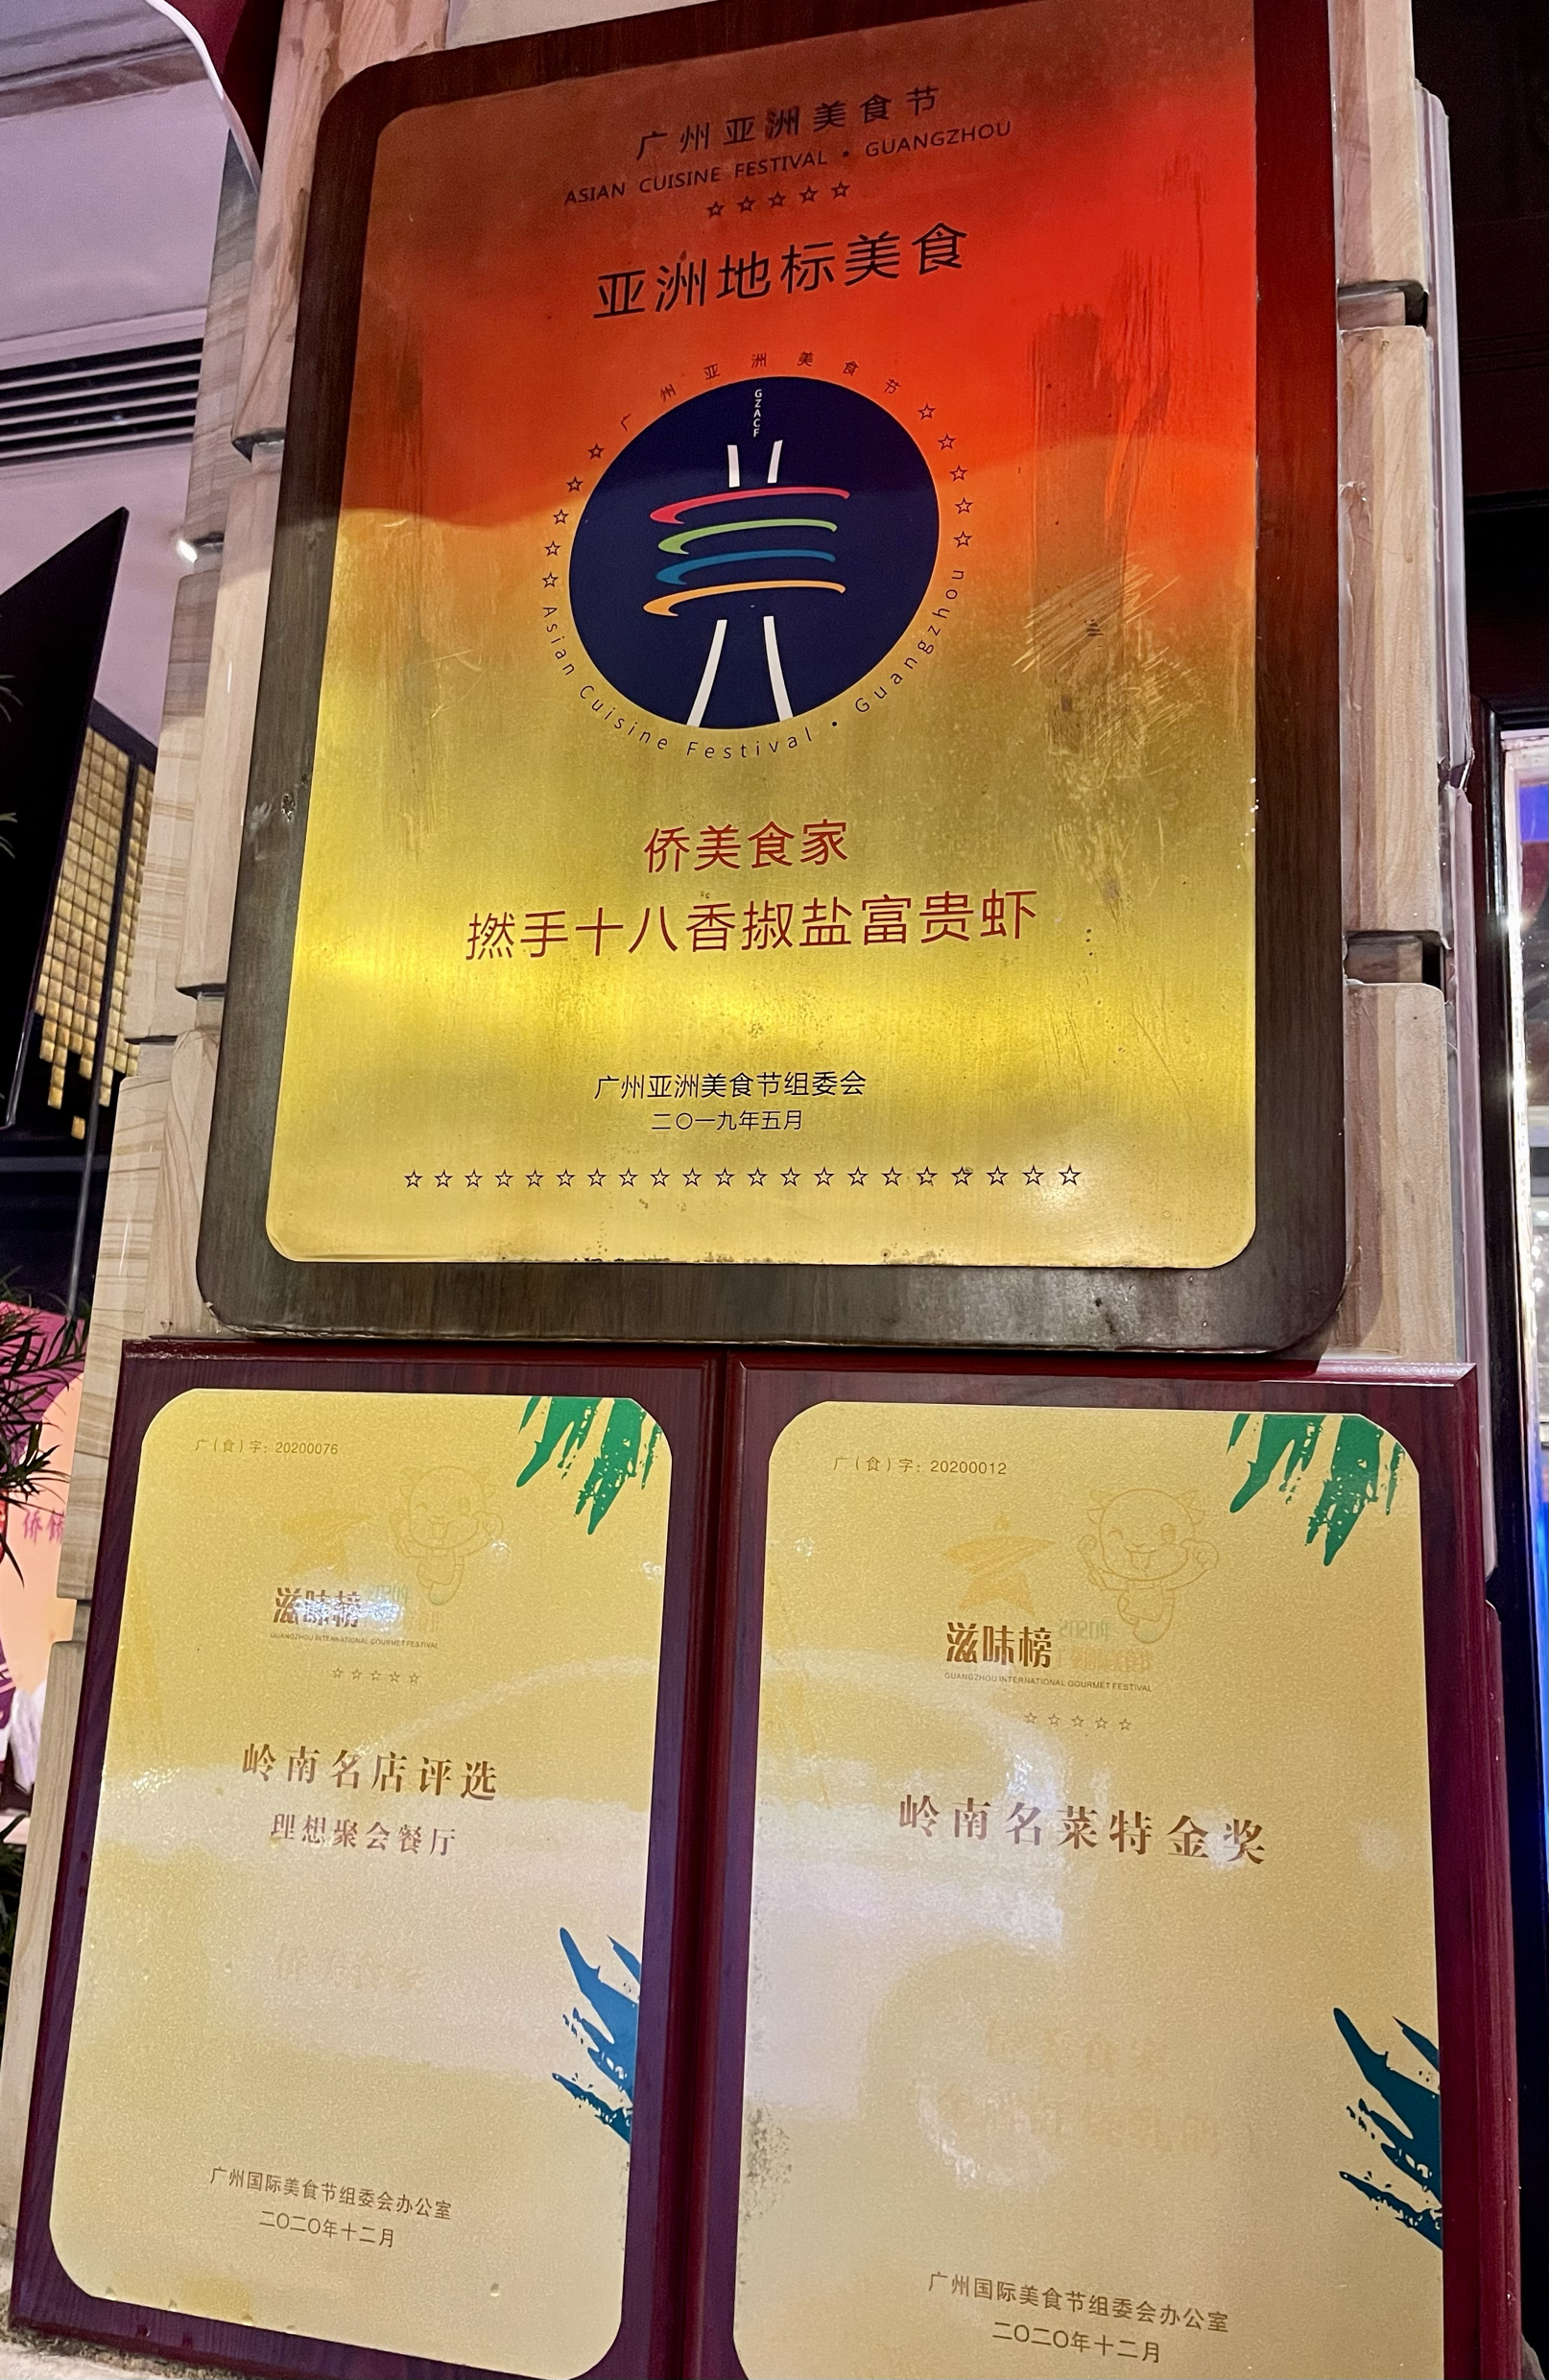 广州亚洲美食节
ASIAN CUISINE FESTIVAL • GUANGZHOU
亚洲地标美食
广州亚洲美食节
GZACF
Asian Cuisine Festival • Guangzhou
侨美食家
撚手十八香椒盐富贵虾
广州亚洲美食节组委会
二〇一九年五月
广(食)字：20200076
滋味榜
GUANGZHOU INTERNATIONAL GOURMET FESTIVAL
岭南名店评选
理想聚会餐厅
广州国际美食节组委会办公室
二〇二〇年十二月
广(食)字：20200012
滋味榜
GUANGZHOU INTERNATIONAL GOURMET FESTIVAL
岭南名菜特金奖
广州国际美食节组委会办公室
二〇二〇年十二月